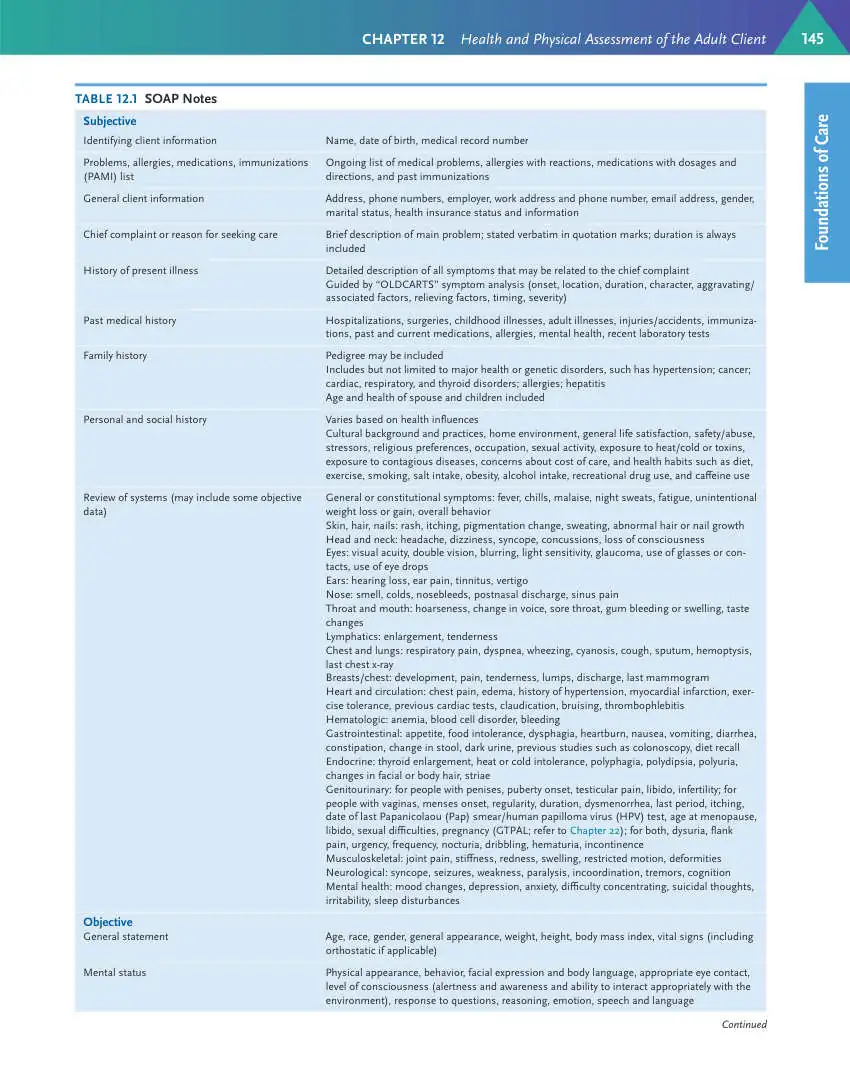 CHAPTER 12 Health and Physical Assessment of the Adult Client 145
Foundations of Care
TABLE 12.1 SOAP Notes
Subjective
Identifying client information
Name, date of birth, medical record number
Problems, allergies, medications, immunizations
(PAMI) list
Ongoing list of medical problems, allergies with reactions, medications with dosages and
directions, and past immunizations
General client information
Address, phone numbers, employer, work address and phone number, email address, gender,
marital status, health insurance status and information
Chief complaint or reason for seeking care
Brief description of main problem; stated verbatim in quotation marks; duration is always
included
History of present illness
Detailed description of all symptoms that may be related to the chief complaint
Guided by “OLDCARTS” symptom analysis (onset, location, duration, character, aggravating/
associated factors, relieving factors, timing, severity)
Past medical history
Hospitalizations, surgeries, childhood illnesses, adult illnesses, injuries/accidents, immuniza-
tions, past and current medications, allergies, mental health, recent laboratory tests
Family history
Pedigree may be included
Includes but not limited to major health or genetic disorders, such has hypertension; cancer;
cardiac, respiratory, and thyroid disorders; allergies; hepatitis
Age and health of spouse and children included
Personal and social history
Varies based on health influences
Cultural background and practices, home environment, general life satisfaction, safety/abuse,
stressors, religious preferences, occupation, sexual activity, exposure to heat/cold or toxins,
exposure to contagious diseases, concerns about cost of care, and health habits such as diet,
exercise, smoking, salt intake, obesity, alcohol intake, recreational drug use, and caffeine use
Review of systems (may include some objective
data)
General or constitutional symptoms: fever, chills, malaise, night sweats, fatigue, unintentional
weight loss or gain, overall behavior
Skin, hair, nails: rash, itching, pigmentation change, sweating, abnormal hair or nail growth
Head and neck: headache, dizziness, syncope, concussions, loss of consciousness
Eyes: visual acuity, double vision, blurring, light sensitivity, glaucoma, use of glasses or con-
tacts, use of eye drops
Ears: hearing loss, ear pain, tinnitus, vertigo
Nose: smell, colds, nosebleeds, postnasal discharge, sinus pain
Throat and mouth: hoarseness, change in voice, sore throat, gum bleeding or swelling, taste
changes
Lymphatics: enlargement, tenderness
Chest and lungs: respiratory pain, dyspnea, wheezing, cyanosis, cough, sputum, hemoptysis,
last chest x-ray
Breasts/chest: development, pain, tenderness, lumps, discharge, last mammogram
Heart and circulation: chest pain, edema, history of hypertension, myocardial infarction, exer-
cise tolerance, previous cardiac tests, claudication, bruising, thrombophlebitis
Hematologic: anemia, blood cell disorder, bleeding
Gastrointestinal: appetite, food intolerance, dysphagia, heartburn, nausea, vomiting, diarrhea,
constipation, change in stool, dark urine, previous studies such as colonoscopy, diet recall
Endocrine: thyroid enlargement, heat or cold intolerance, polyphagia, polydipsia, polyuria,
changes in facial or body hair, striae
Genitourinary: for people with penises, puberty onset, testicular pain, libido, infertility; for
people with vaginas, menses onset, regularity, duration, dysmenorrhea, last period, itching,
date of last Papanicolaou (Pap) smear/human papilloma virus (HPV) test, age at menopause,
libido, sexual difficulties, pregnancy (GTPAL; refer to Chapter 22); for both, dysuria, flank
pain, urgency, frequency, nocturia, dribbling, hematuria, incontinence
Musculoskeletal: joint pain, stiffness, redness, swelling, restricted motion, deformities
Neurological: syncope, seizures, weakness, paralysis, incoordination, tremors, cognition
Mental health: mood changes, depression, anxiety, difficulty concentrating, suicidal thoughts,
irritability, sleep disturbances
Objective
General statement
Age, race, gender, general appearance, weight, height, body mass index, vital signs (including
orthostatic if applicable)
Mental status
Physical appearance, behavior, facial expression and body language, appropriate eye contact,
level of consciousness (alertness and awareness and ability to interact appropriately with the
environment), response to questions, reasoning, emotion, speech and language
Continued